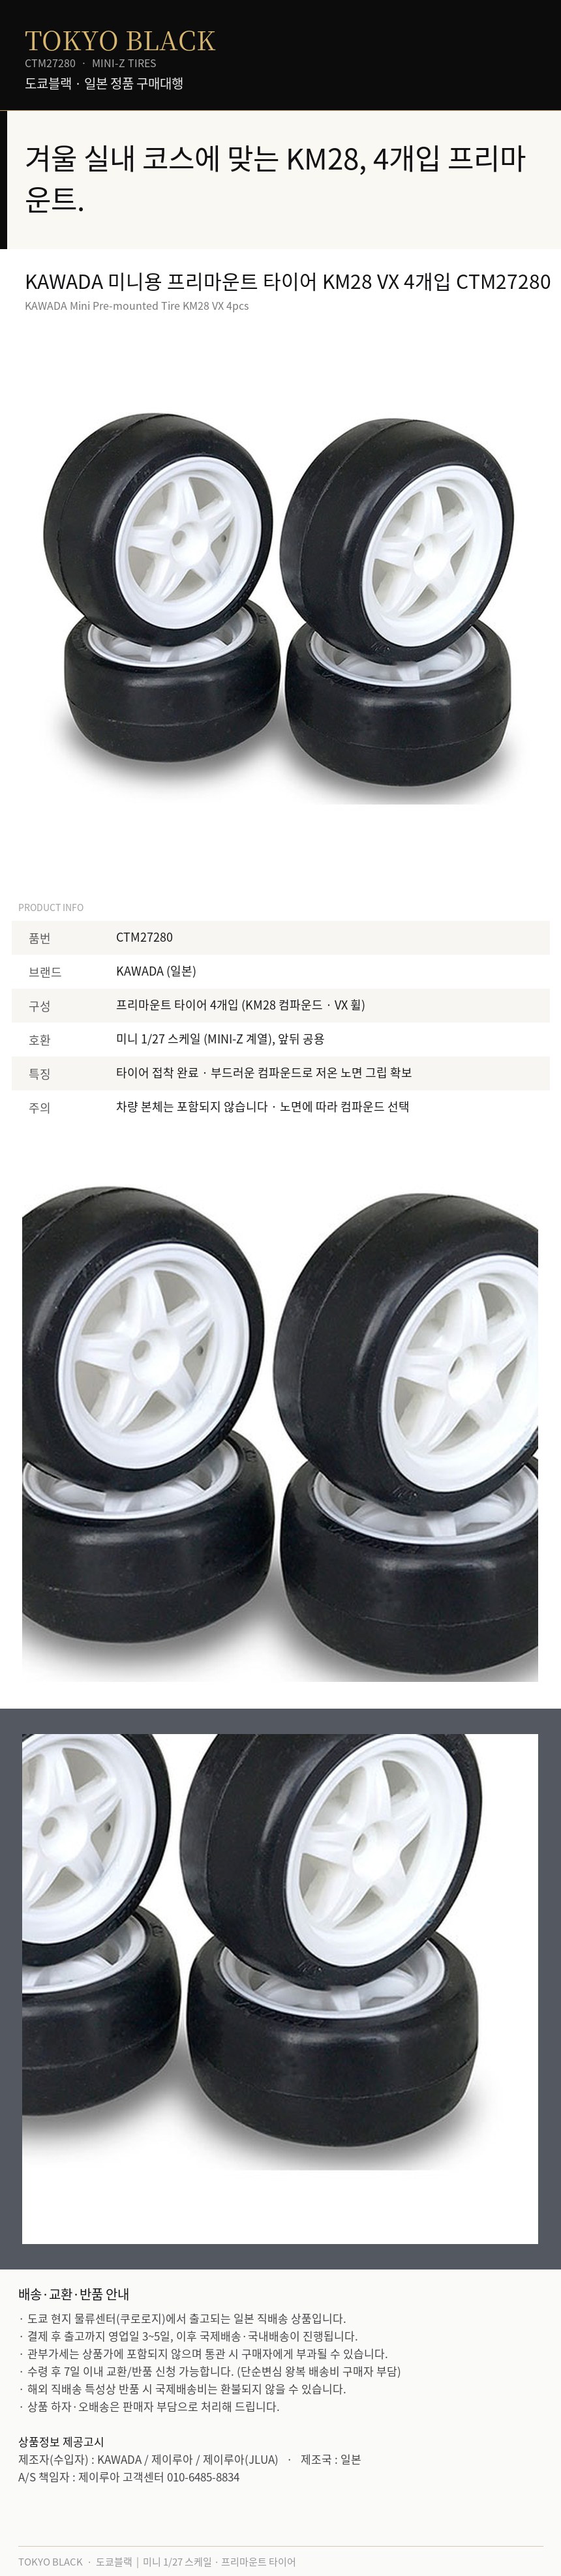 TOKYO BLACK
CTM27280 · MINI-Z TIRES
도쿄블랙 · 일본 정품 구매대행
겨울 실내 코스에 맞는 KM28, 4개입 프리마
운트.
KAWADA 미니용 프리마운트 타이어 KM28 VX 4개입 CTM27280
KAWADA Mini Pre-mounted Tire KM28 VX 4pcs
PRODUCT INFO
품번 CTM27280
브랜드 KAWADA (일본)
구성 프리마운트 타이어 4개입 (KM28 컴파운드 · VX 휠)
호환 미니 1/27 스케일 (MINI-Z 계열), 앞뒤 공용
특징 타이어 접착 완료 · 부드러운 컴파운드로 저온 노면 그립 확보
주의 차량 본체는 포함되지 않습니다 · 노면에 따라 컴파운드 선택
배송·교환·반품 안내
· 도쿄 현지 물류센터(쿠로로지)에서 출고되는 일본 직배송 상품입니다.
· 결제 후 출고까지 영업일 3~5일, 이후 국제배송·국내배송이 진행됩니다.
· 관부가세는 상품가에 포함되지 않으며 통관 시 구매자에게 부과될 수 있습니다.
· 수령 후 7일 이내 교환/반품 신청 가능합니다. (단순변심 왕복 배송비 구매자 부담)
· 해외 직배송 특성상 반품 시 국제배송비는 환불되지 않을 수 있습니다.
· 상품 하자·오배송은 판매자 부담으로 처리해 드립니다.
상품정보 제공고시
제조자(수입자) : KAWADA / 제이루아 / 제이루아(JLUA) · 제조국 : 일본
A/S 책임자 : 제이루아 고객센터 010-6485-8834
TOKYO BLACK · 도쿄블랙 | 미니 1/27 스케일 · 프리마운트 타이어